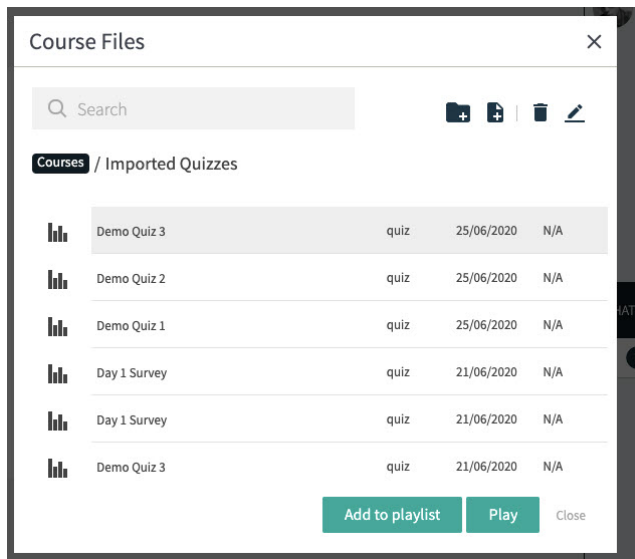 Course Files
Search
Courses / Imported Quizzes
Demo Quiz 3 quiz 25/06/2020 N/A
Demo Quiz 2 quiz 25/06/2020 N/A
Demo Quiz 1 quiz 25/06/2020 N/A
Day 1 Survey quiz 21/06/2020 N/A
Day 1 Survey quiz 21/06/2020 N/A
Demo Quiz 3 quiz 21/06/2020 N/A
Add to playlist Play Close